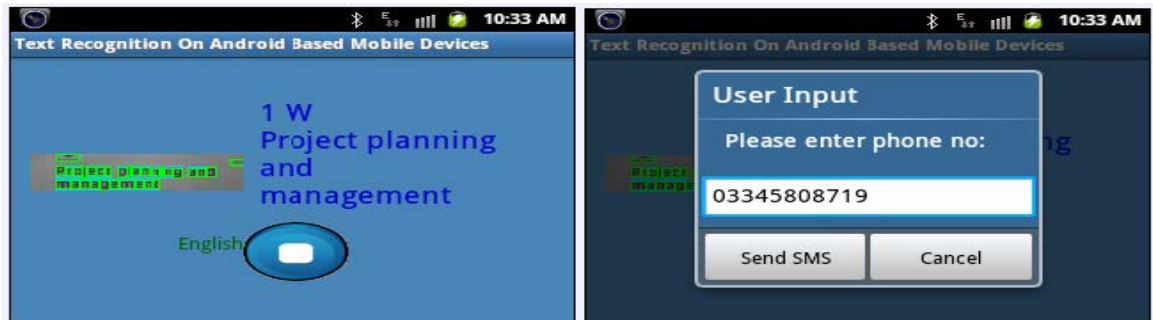 E 10:33 AM
Text Recognition On Android Based Mobile Devices
1 W
Project planning
and
management
Project planning and
management
English
E 10:33 AM
Text Recognition On Android Based Mobile Devices
User Input
Please enter phone no:
03345808719
Send SMS
Cancel